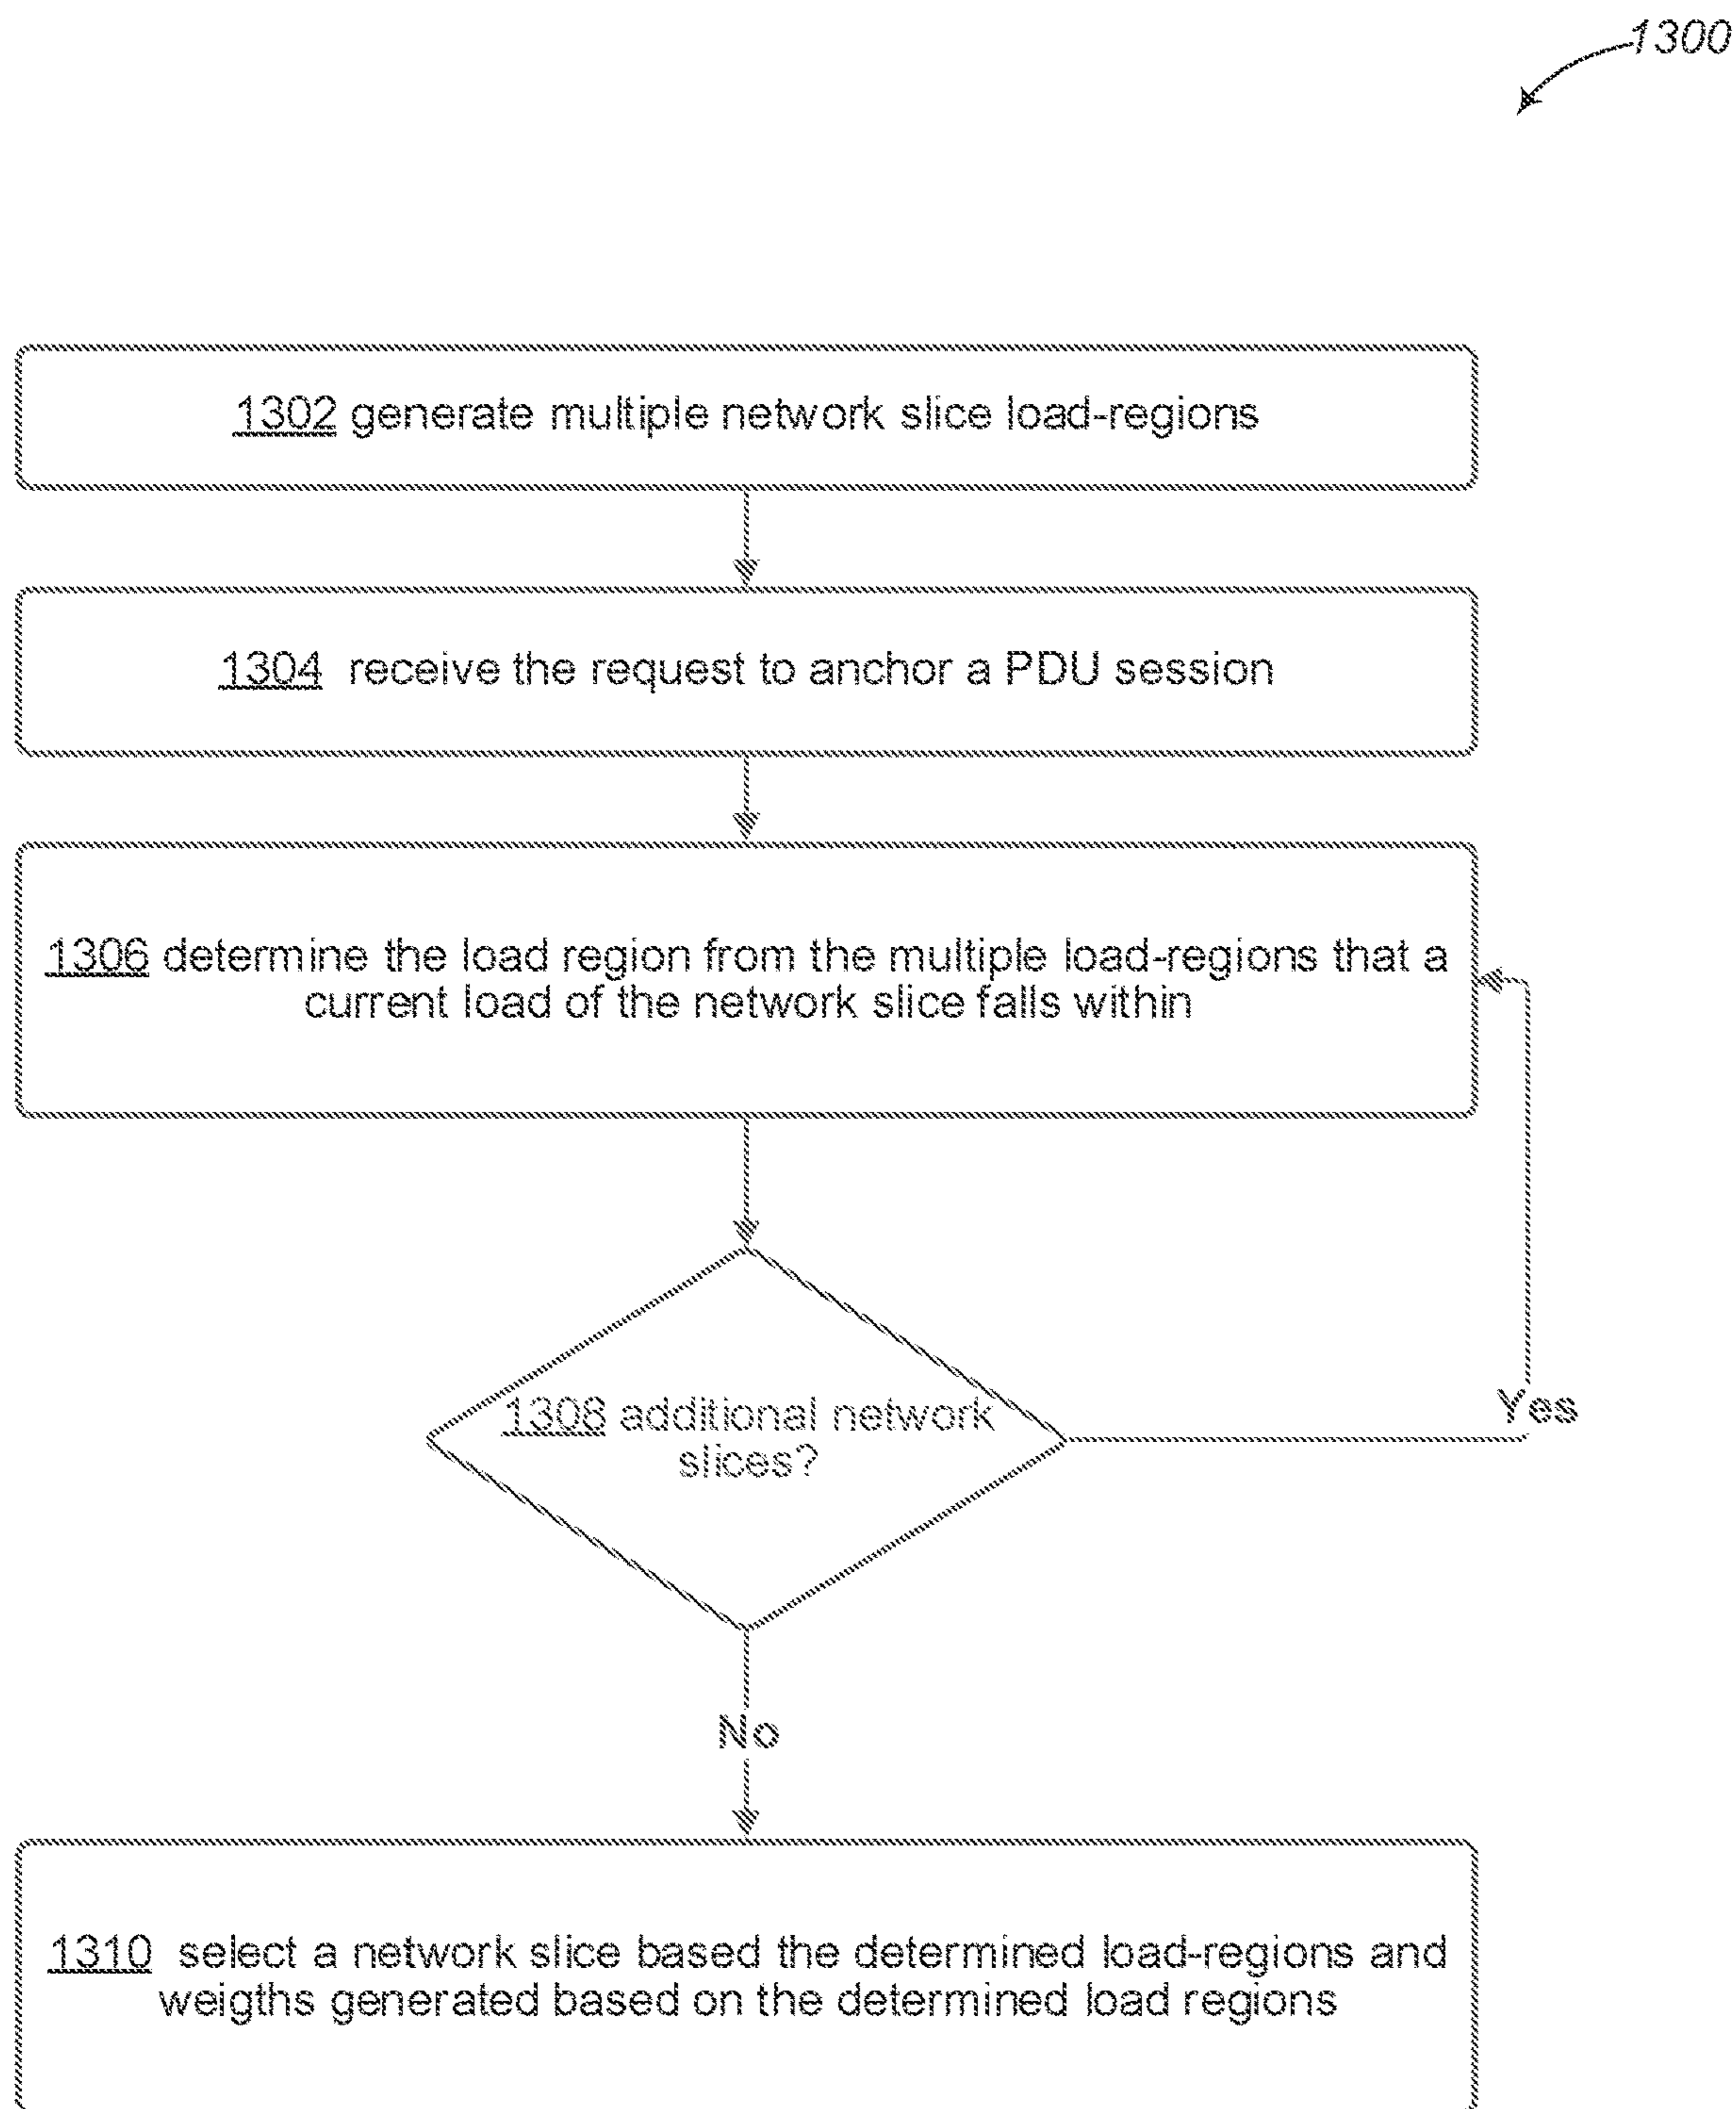 1300
1302 generate multiple network slice load-regions
1304 receive the request to anchor a PDU session
1306 determine the load region from the multiple load-regions that a
current load of the network slice falls within
1308 additional network
slices?
Yes
No
1310 select a network slice based the determined load-regions and
weigths generated based on the determined load regions